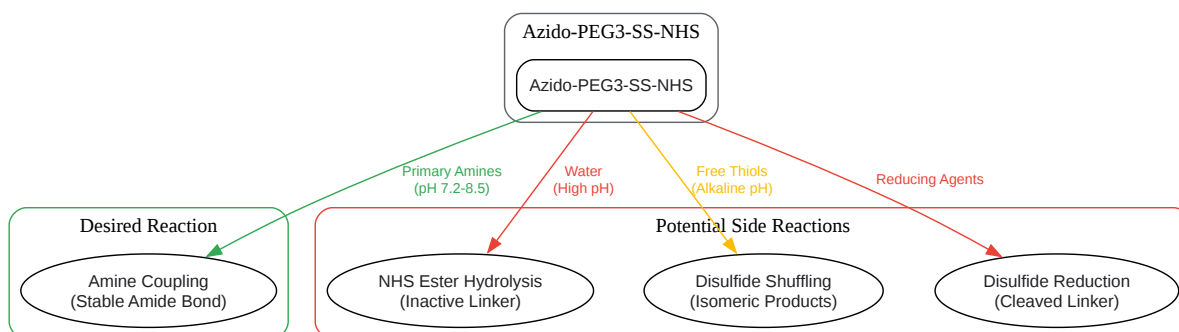 Azido-PEG3-SS-NHS
Azido-PEG3-SS-NHS
Primary Amines
(pH 7.2-8.5)
Water
(High pH)
Free Thiols
(Alkaline pH)
Reducing Agents
Desired Reaction
Potential Side Reactions
Amine Coupling
(Stable Amide Bond)
NHS Ester Hydrolysis
(Inactive Linker)
Disulfide Shuffling
(Isomeric Products)
Disulfide Reduction
(Cleaved Linker)